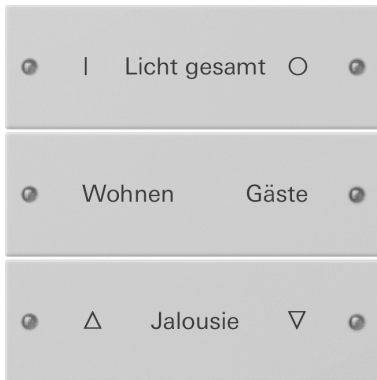 I Licht gesamt O
Wohnen Gäste
△ Jalousie ▽